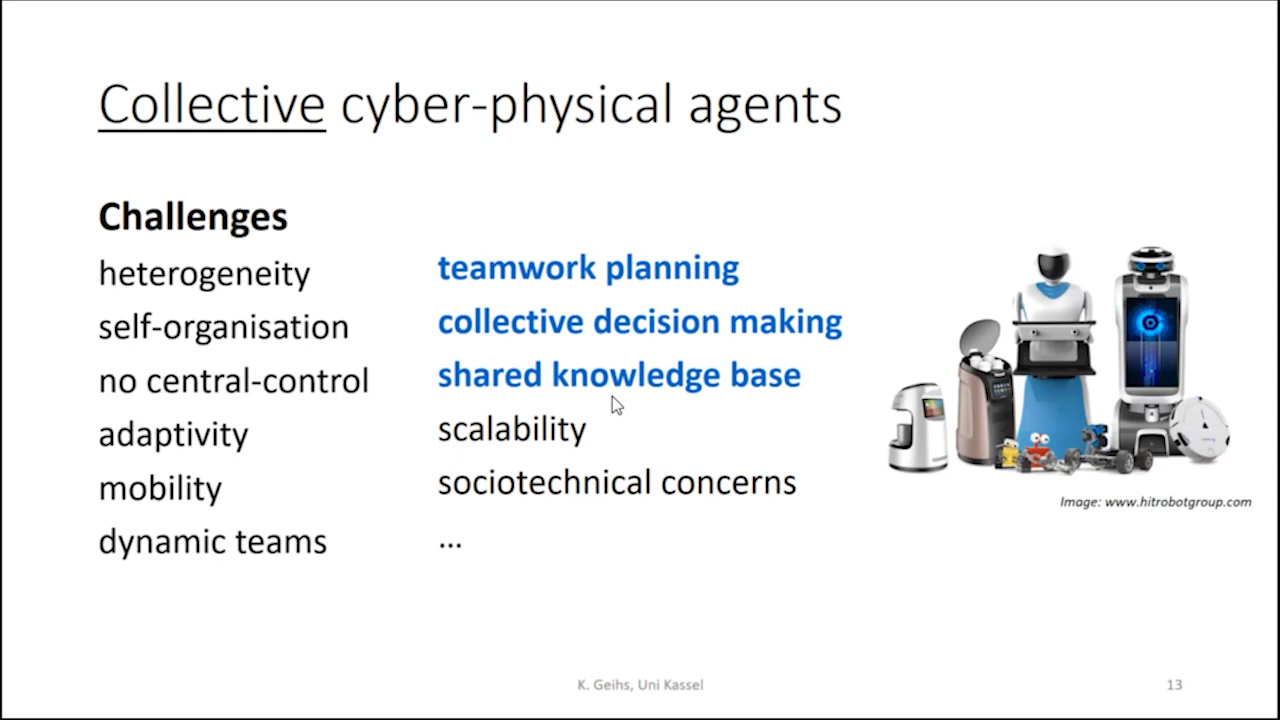 Collective cyber-physical agents
Challenges
heterogeneity
self-organisation
no central-control
adaptivity
mobility
dynamic teams
teamwork planning
collective decision making
shared knowledge base
scalability
sociotechnical concerns
...
Image: www.hitrobotgroup.com
K. Geihs, Uni Kassel
13